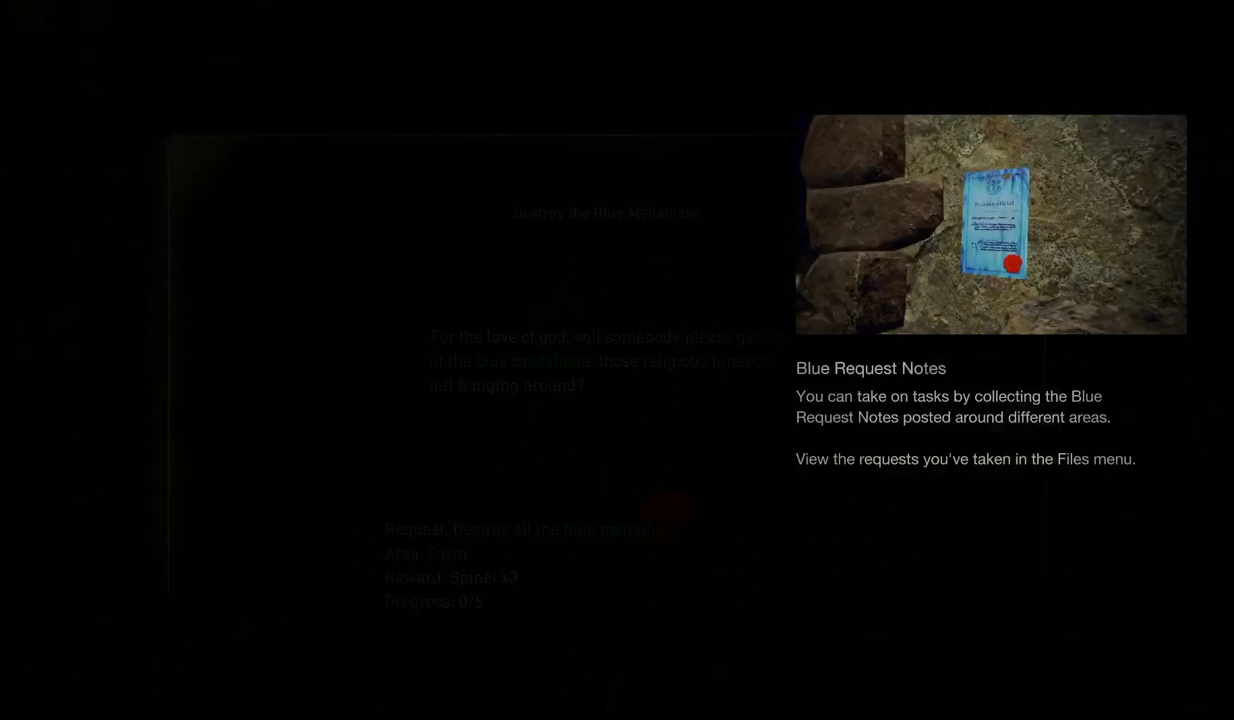 Destroy the Blue Medallions
For the love of god, will somebody please get rid
of the blue medallions those religious lunatics
left hanging around?
Request: Destroy all the blue medallions
Area: Farm
Reward: Spinel x3
Progress: 0/5
Blue Request Notes
You can take on tasks by collecting the Blue
Request Notes posted around different areas.
View the requests you've taken in the Files menu.